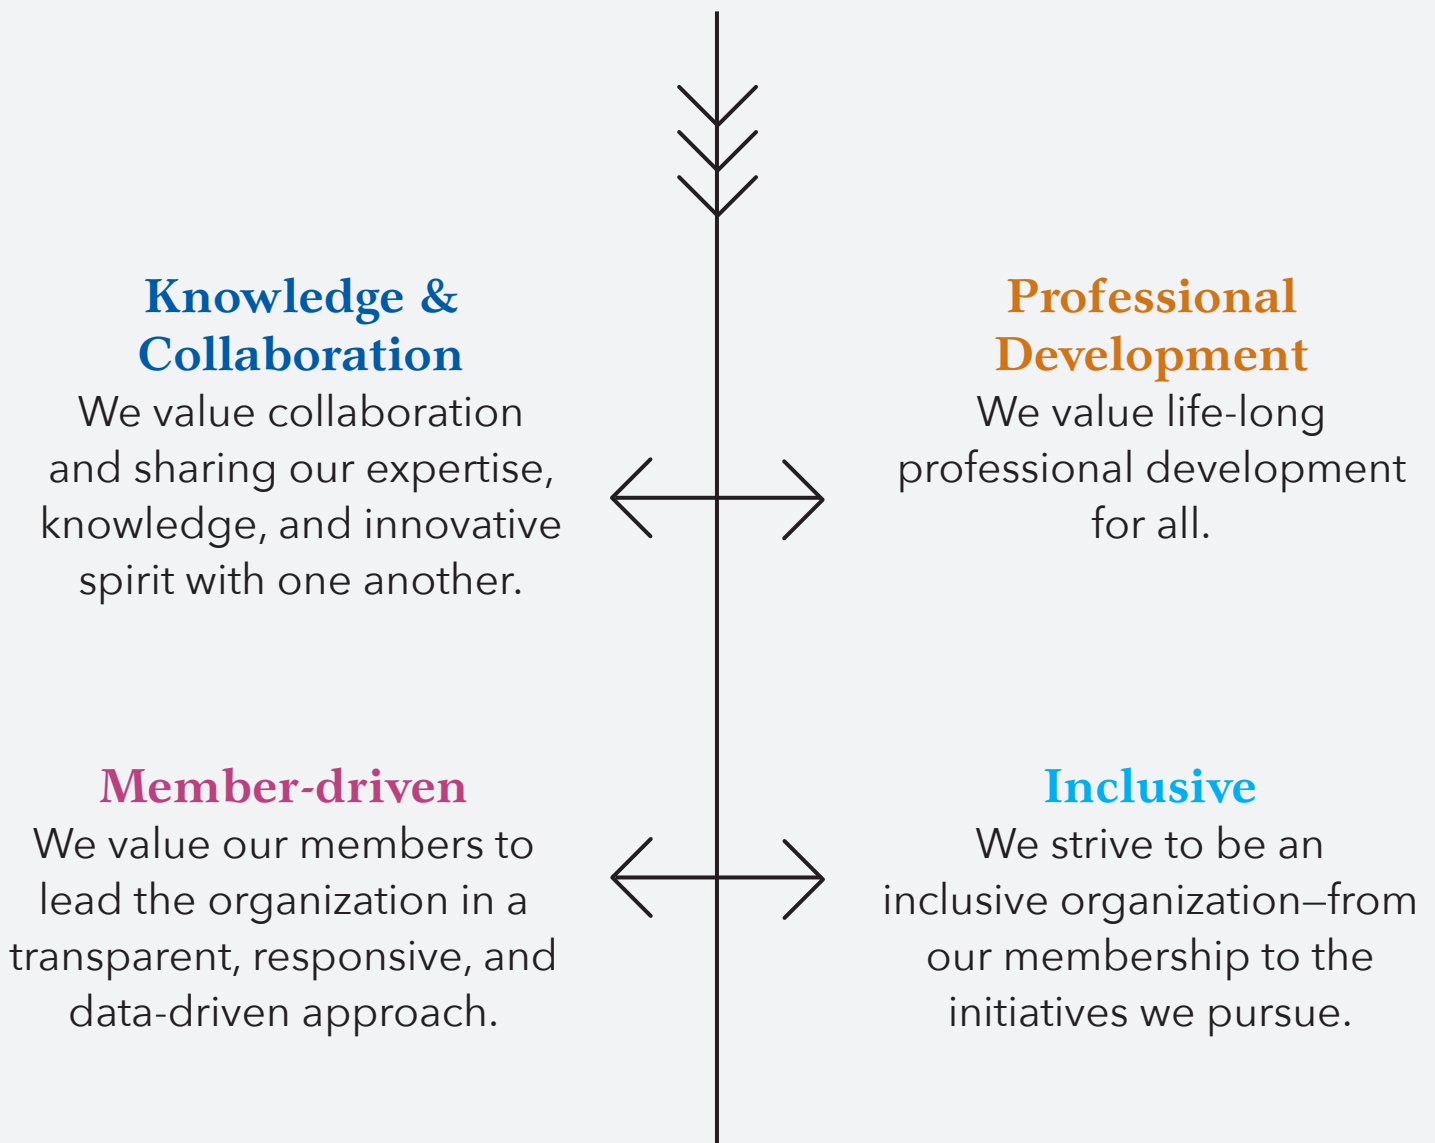 Knowledge &
Collaboration
We value collaboration
and sharing our expertise,
knowledge, and innovative
spirit with one another.
Professional
Development
We value life-long
professional development
for all.
Member-driven
We value our members to
lead the organization in a
transparent, responsive, and
data-driven approach.
Inclusive
We strive to be an
inclusive organization—from
our membership to the
initiatives we pursue.